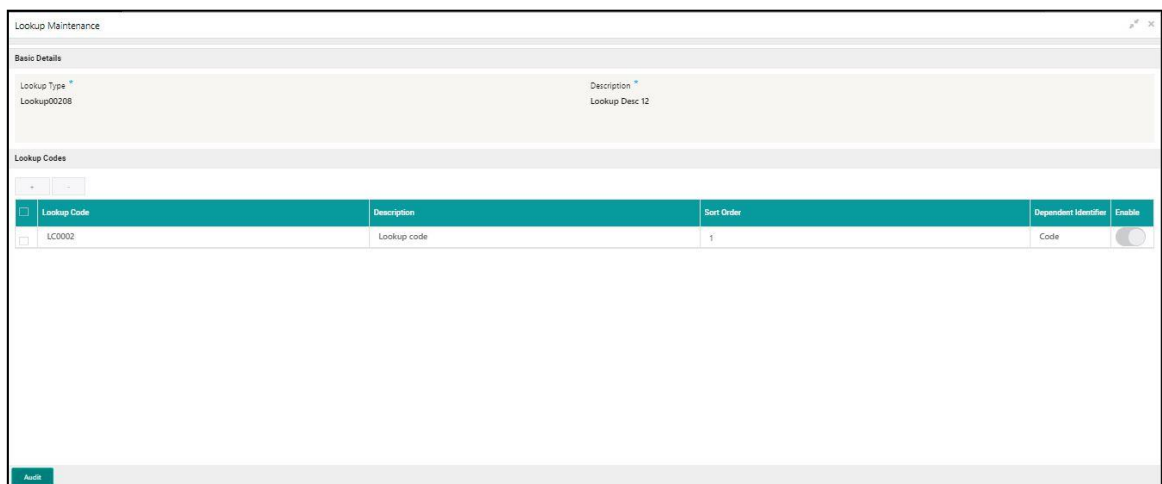 Lookup Maintenance
Basic Details
Lookup Type * Description *
Lookup00208 Lookup Desc 12
Lookup Codes
+ -
Lookup Code Description Sort Order Dependent Identifier Enable
LC0002 Lookup code 1 Code
Audit